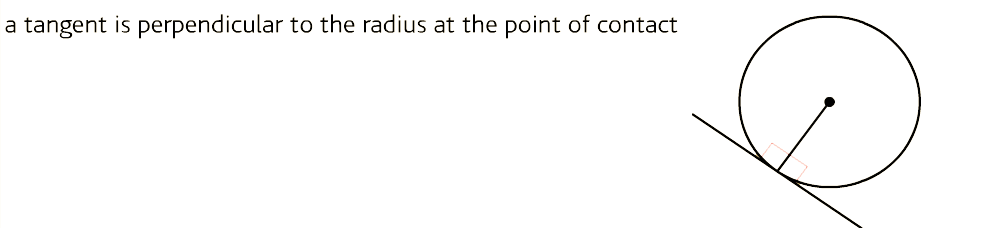 a tangent is perpendicular to the radius at the point of contact